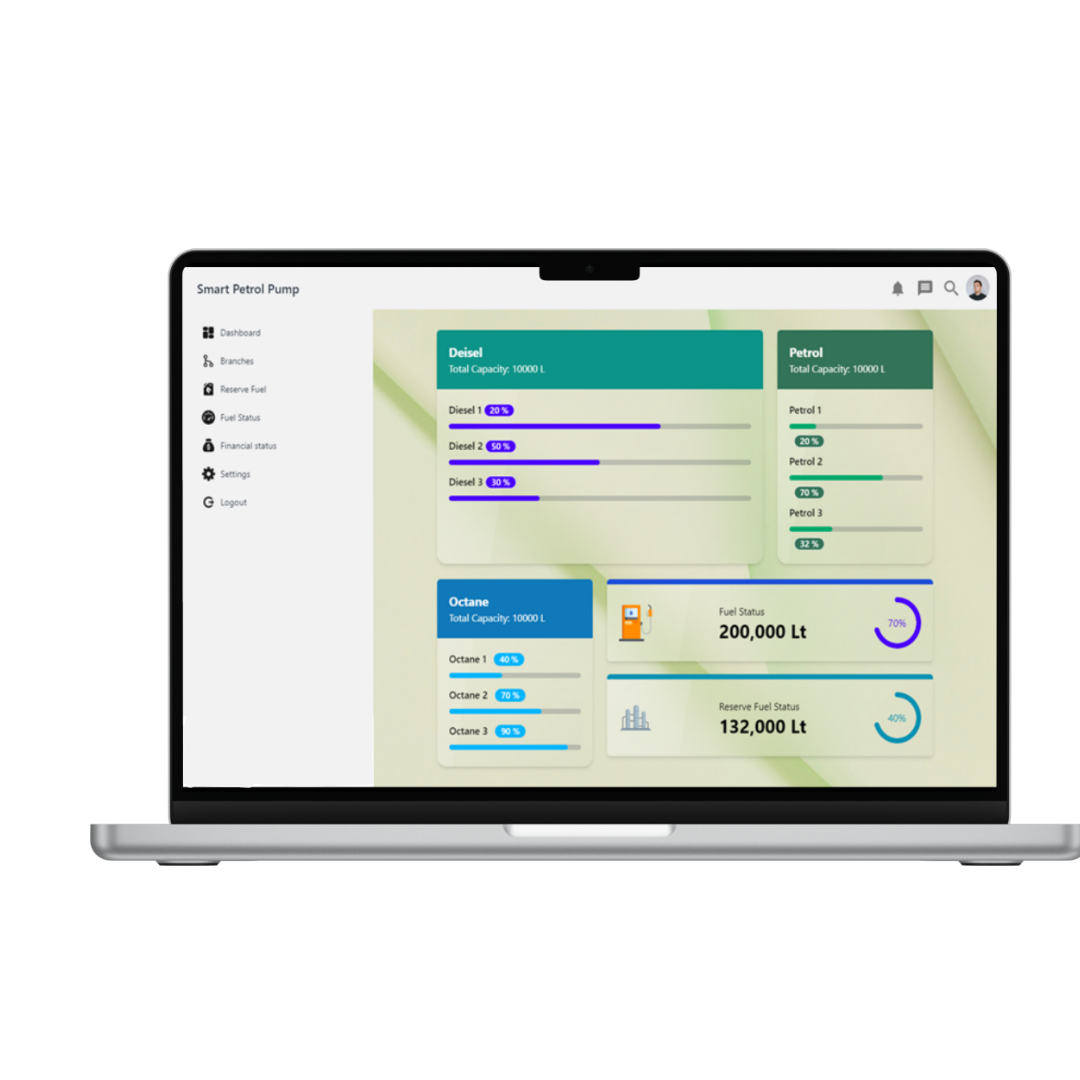 Smart Petrol Pump
Dashboard
Branches
Reserve Fuel
Fuel Status
Financial status
Settings
Logout
Deisel
Total Capacity: 10000 L
Diesel 1 20 %
Diesel 2 50 %
Diesel 3 30 %
Petrol
Total Capacity: 10000 L
Petrol 1
20 %
Petrol 2
70 %
Petrol 3
32 %
Octane
Total Capacity: 10000 L
Octane 1 40 %
Octane 2 70 %
Octane 3 90 %
Fuel Status
200,000 Lt
70%
Reserve Fuel Status
132,000 Lt
40%